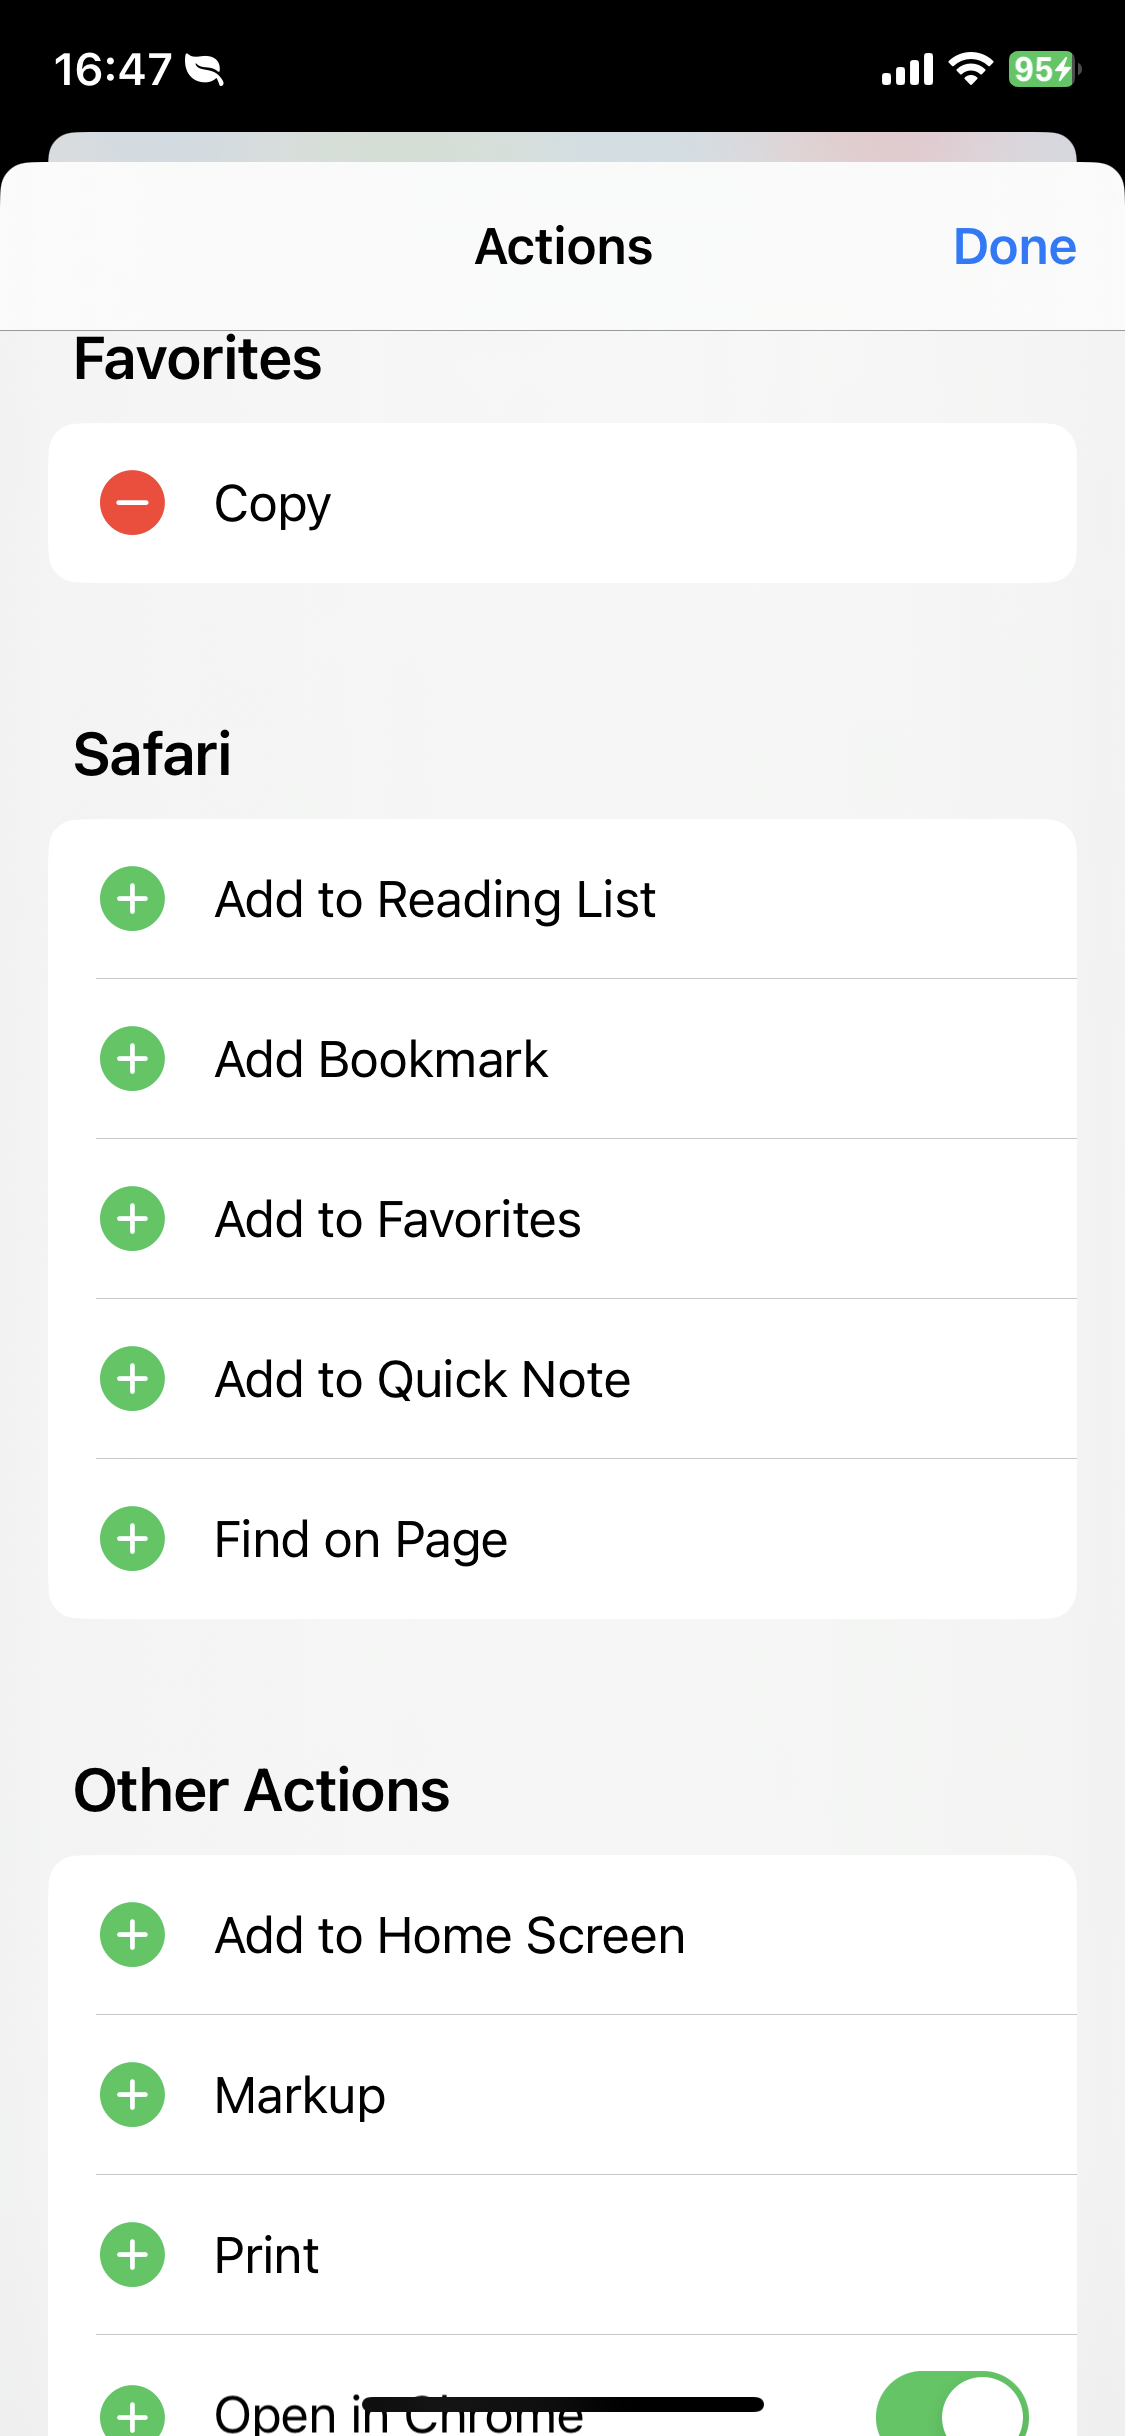 16:47
95
Actions
Done
Favorites
Copy
Safari
Add to Reading List
Add Bookmark
Add to Favorites
Add to Quick Note
Find on Page
Other Actions
Add to Home Screen
Markup
Print
Open in Chrome